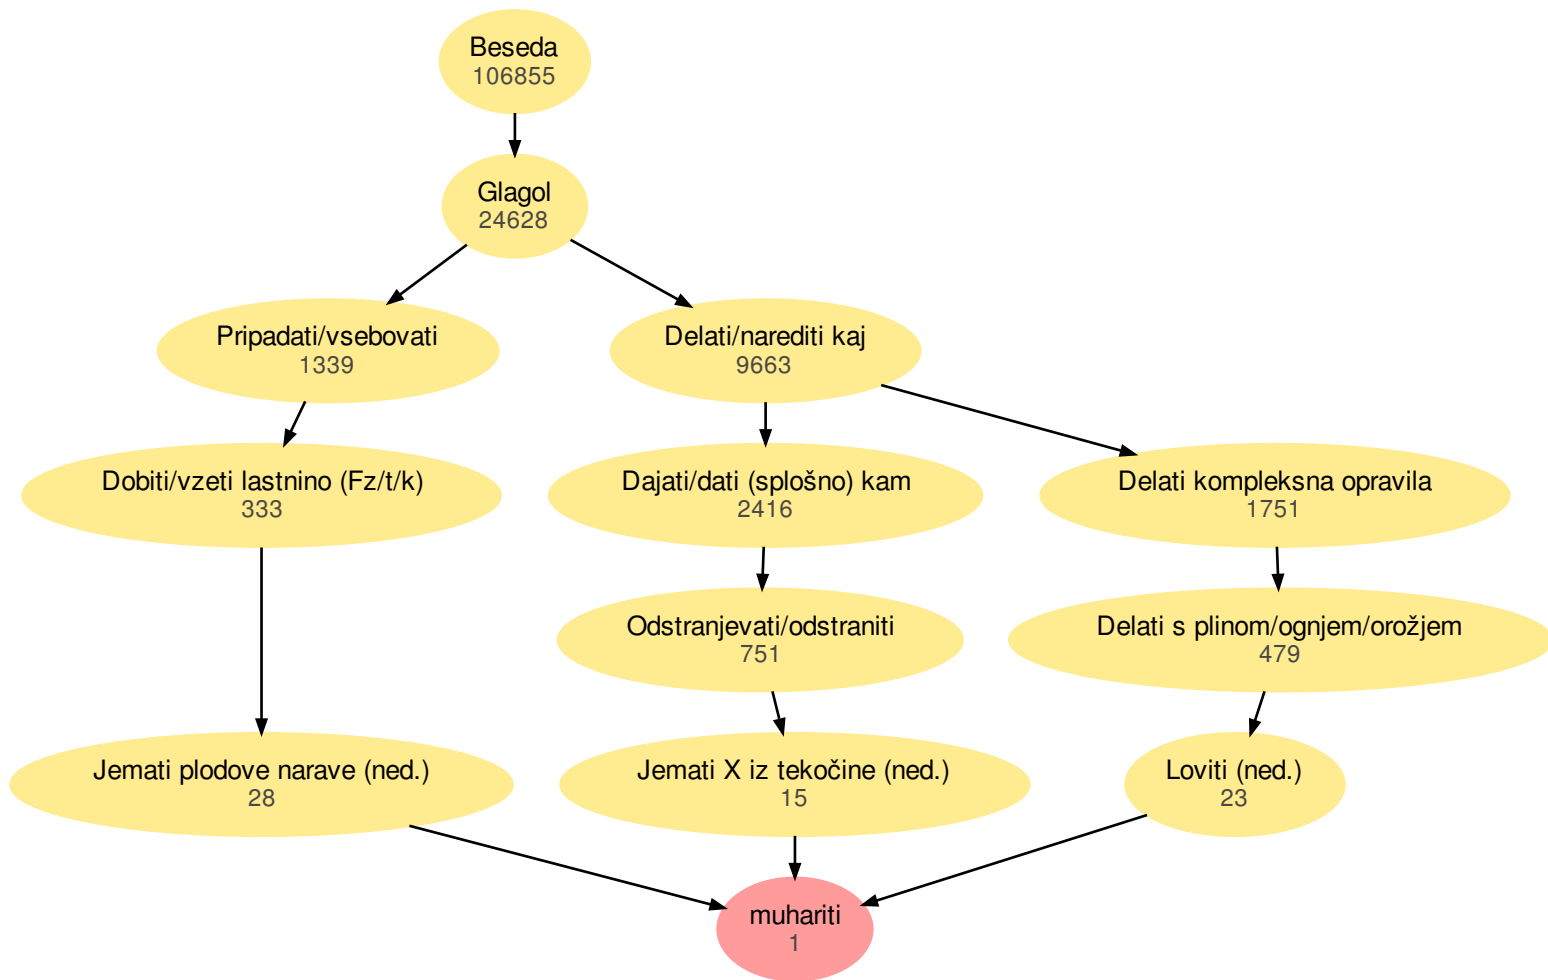 Beseda
106855
Glagol
24628
Pripadati/vsebovati
1339
Delati/narediti kaj
9663
Dobiti/vzeti lastnino (Fz/t/k)
333
Dajati/dati (splošno) kam
2416
Delati kompleksna opravila
1751
Odstranjevati/odstraniti
751
Delati s plinom/ognjem/orožjem
479
Jemati plodove narave (ned.)
28
Jemati X iz tekočine (ned.)
15
Loviti (ned.)
23
muhariti
1